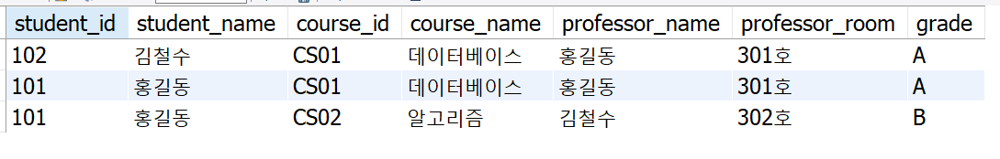 student_id student_name course_id course_name professor_name professor_room grade
102 김철수 CS01 데이터베이스 홍길동 301호 A
101 홍길동 CS01 데이터베이스 홍길동 301호 A
101 홍길동 CS02 알고리즘 김철수 302호 B